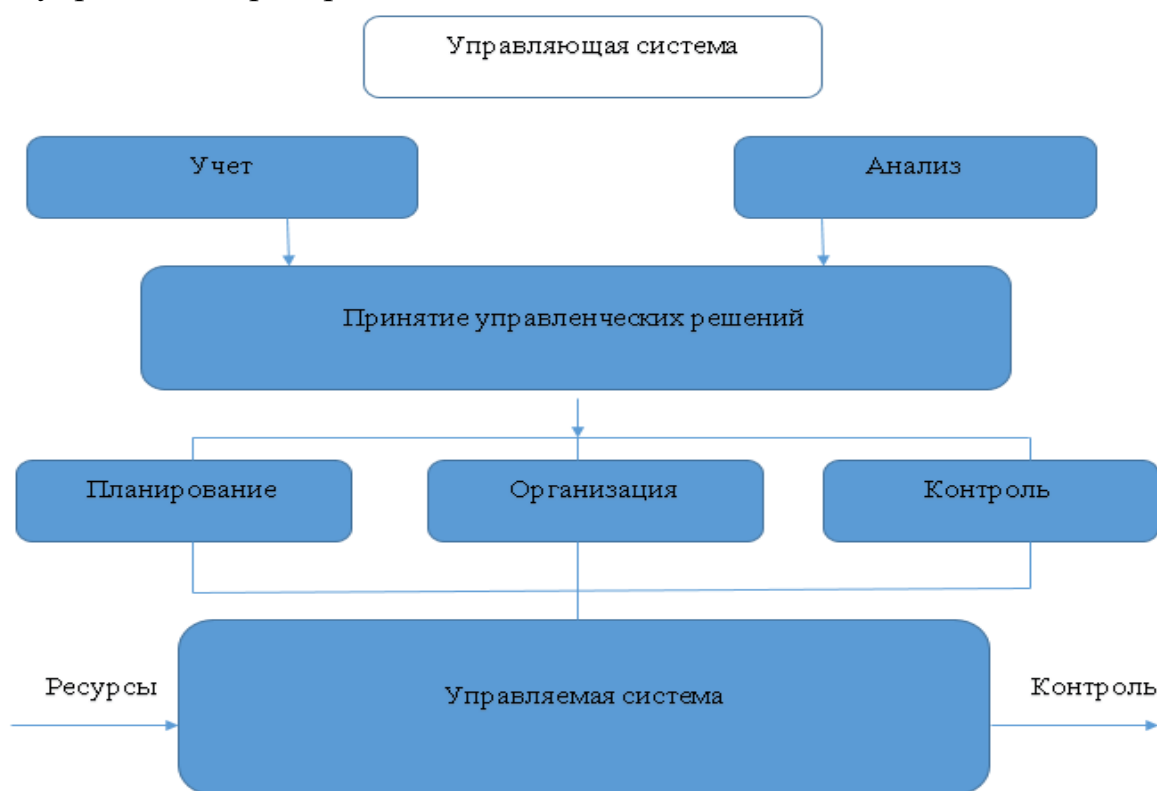 Управляющая система
Учет
Анализ
Принятие управленческих решений
Планирование
Организация
Контроль
Ресурсы
Управляемая система
Контроль